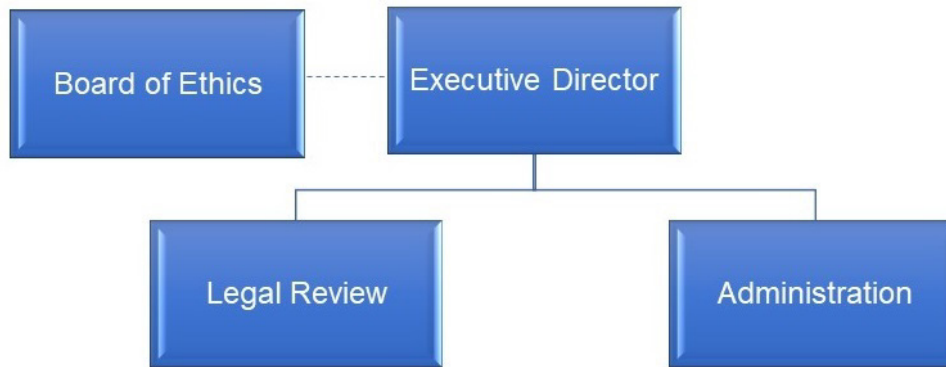 Board of Ethics
Executive Director
Legal Review
Administration